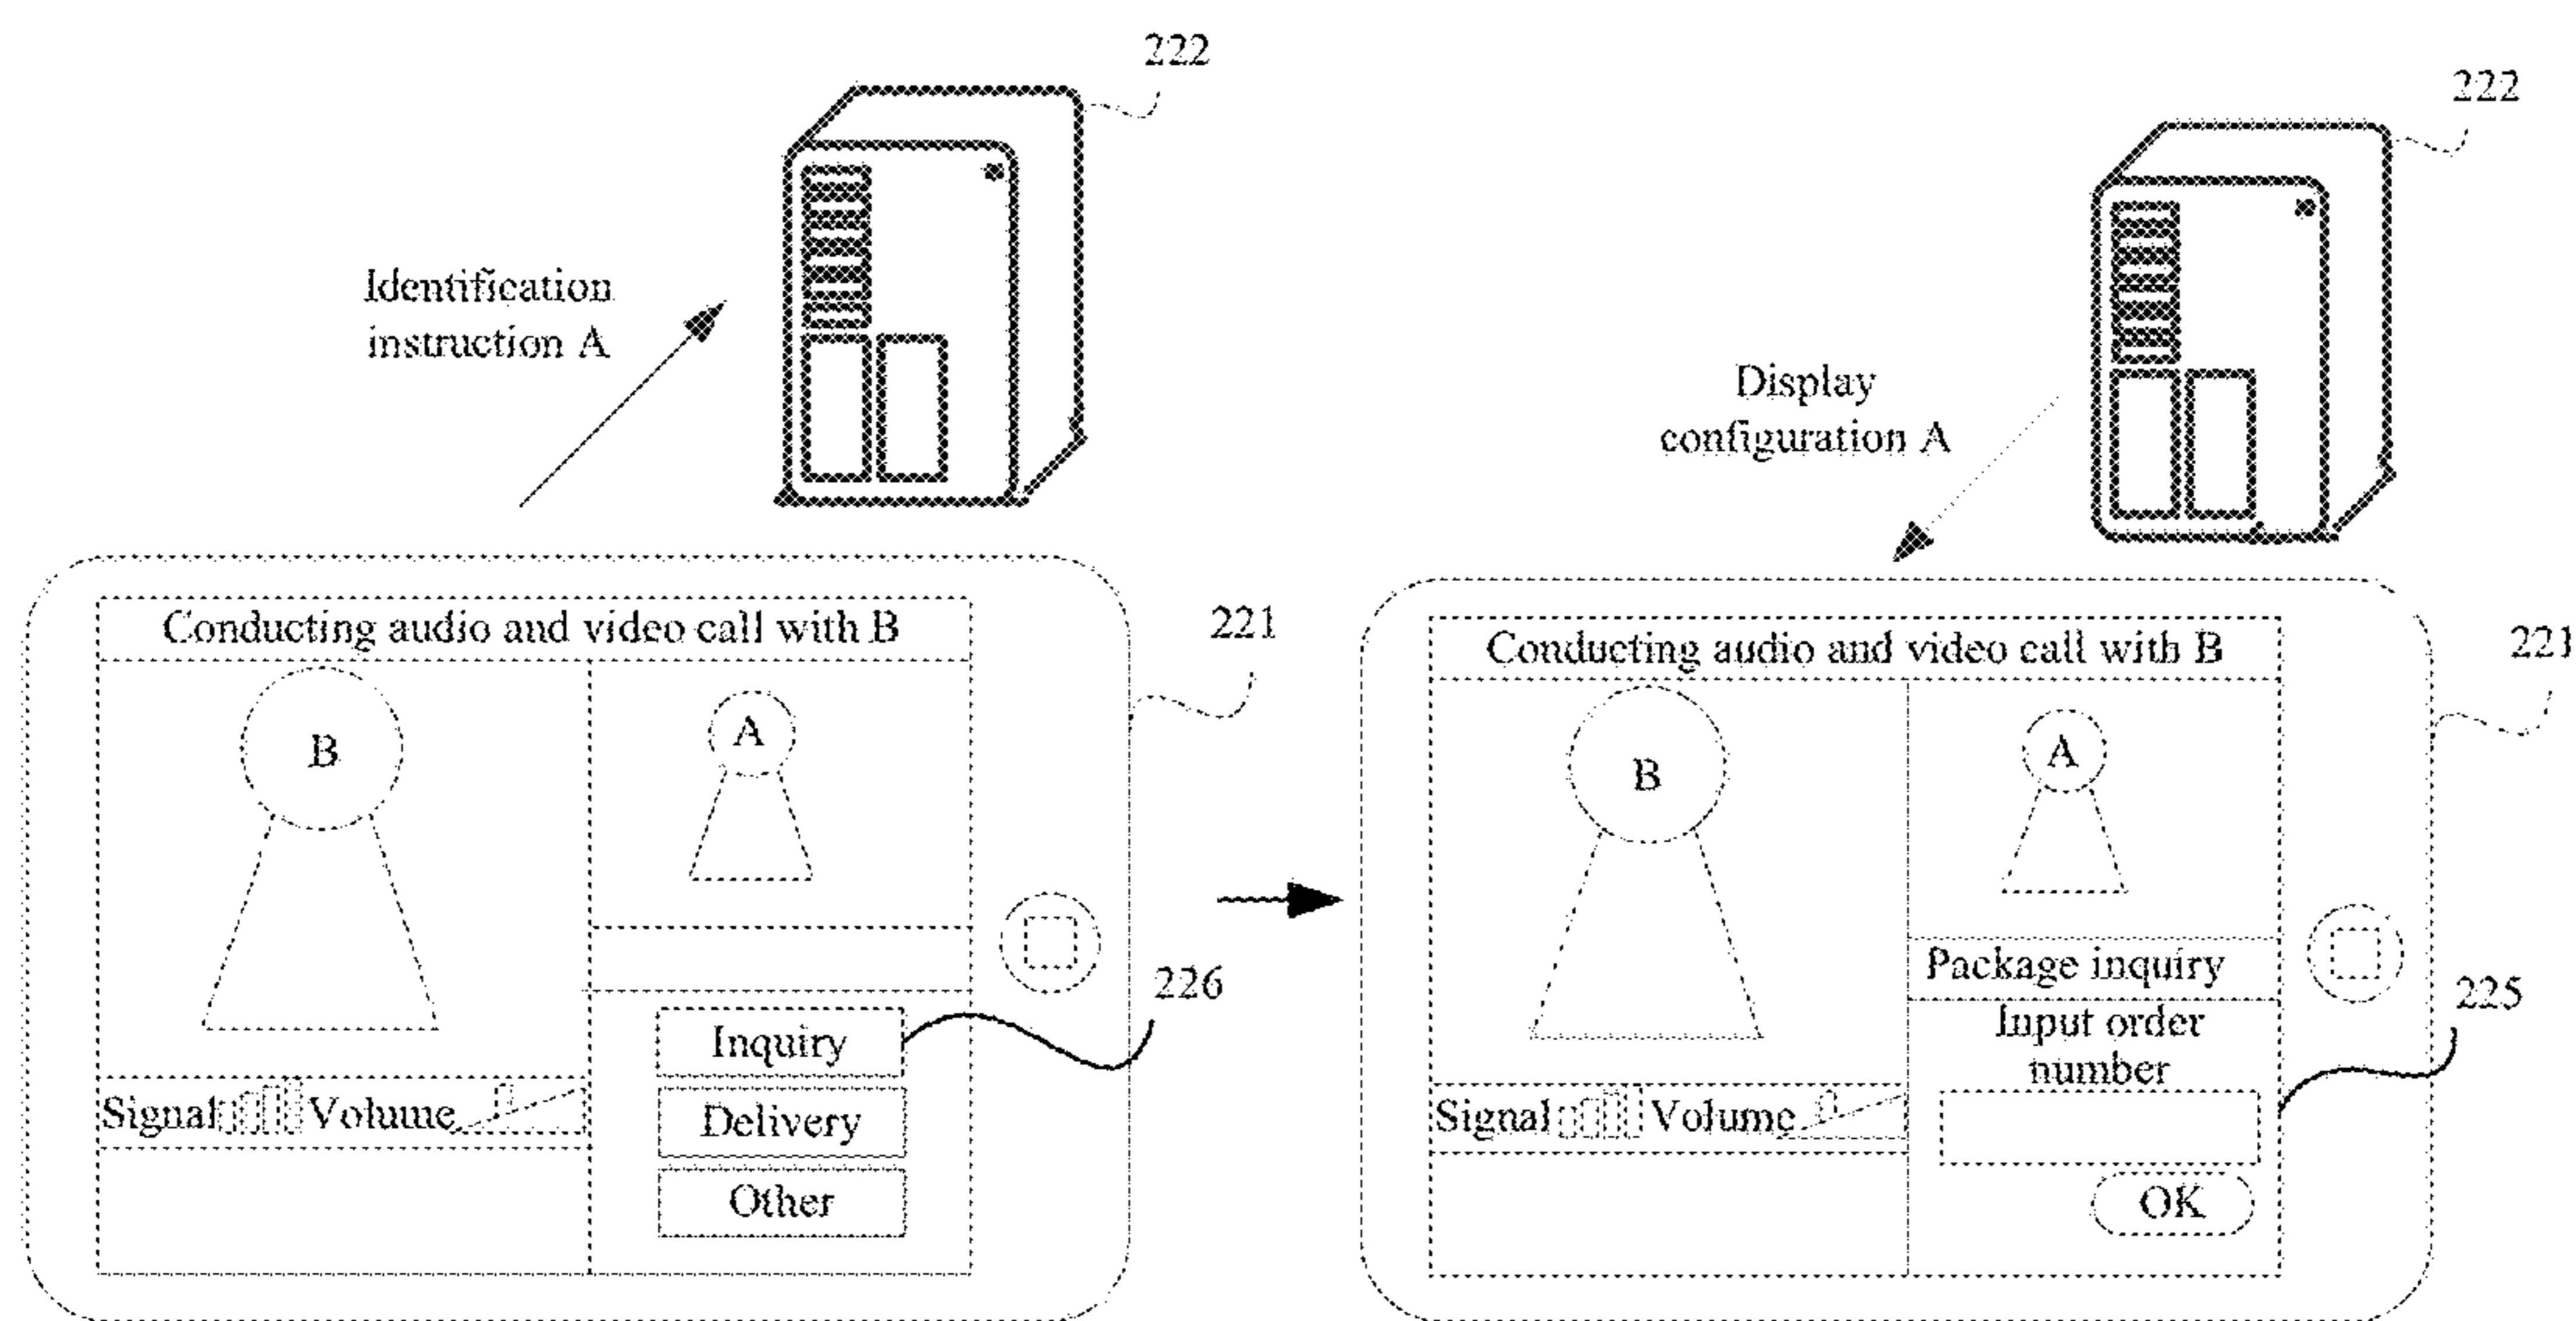 222
222
Identification
instruction A
Display
configuration A
Conducting audio and video call with B
221
B
A
226
Inquiry
Signal Volume
Delivery
Other
Conducting audio and video call with B
221
B
A
Package inquiry
225
Input order
number
Signal Volume
OK